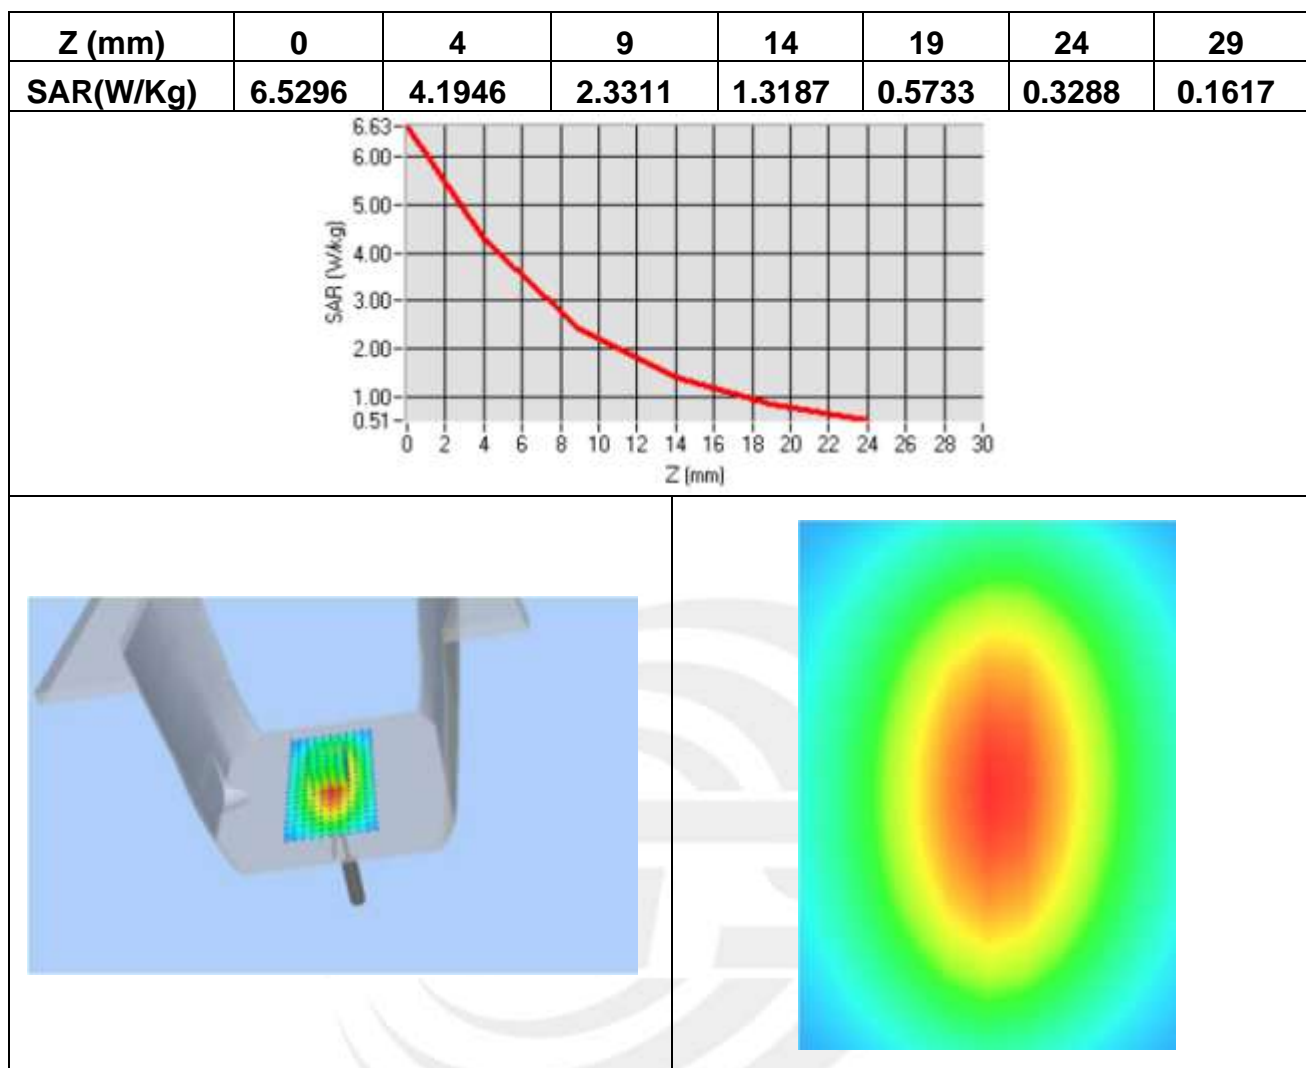 Z (mm) 0 4 9 14 19 24 29
SAR(W/Kg) 6.5296 4.1946 2.3311 1.3187 0.5733 0.3288 0.1617
6.63
6.00
5.00
4.00
3.00
2.00
1.00
0.51
SAR (W/kg)
0 2 4 6 8 10 12 14 16 18 20 22 24 26 28 30
Z (mm)